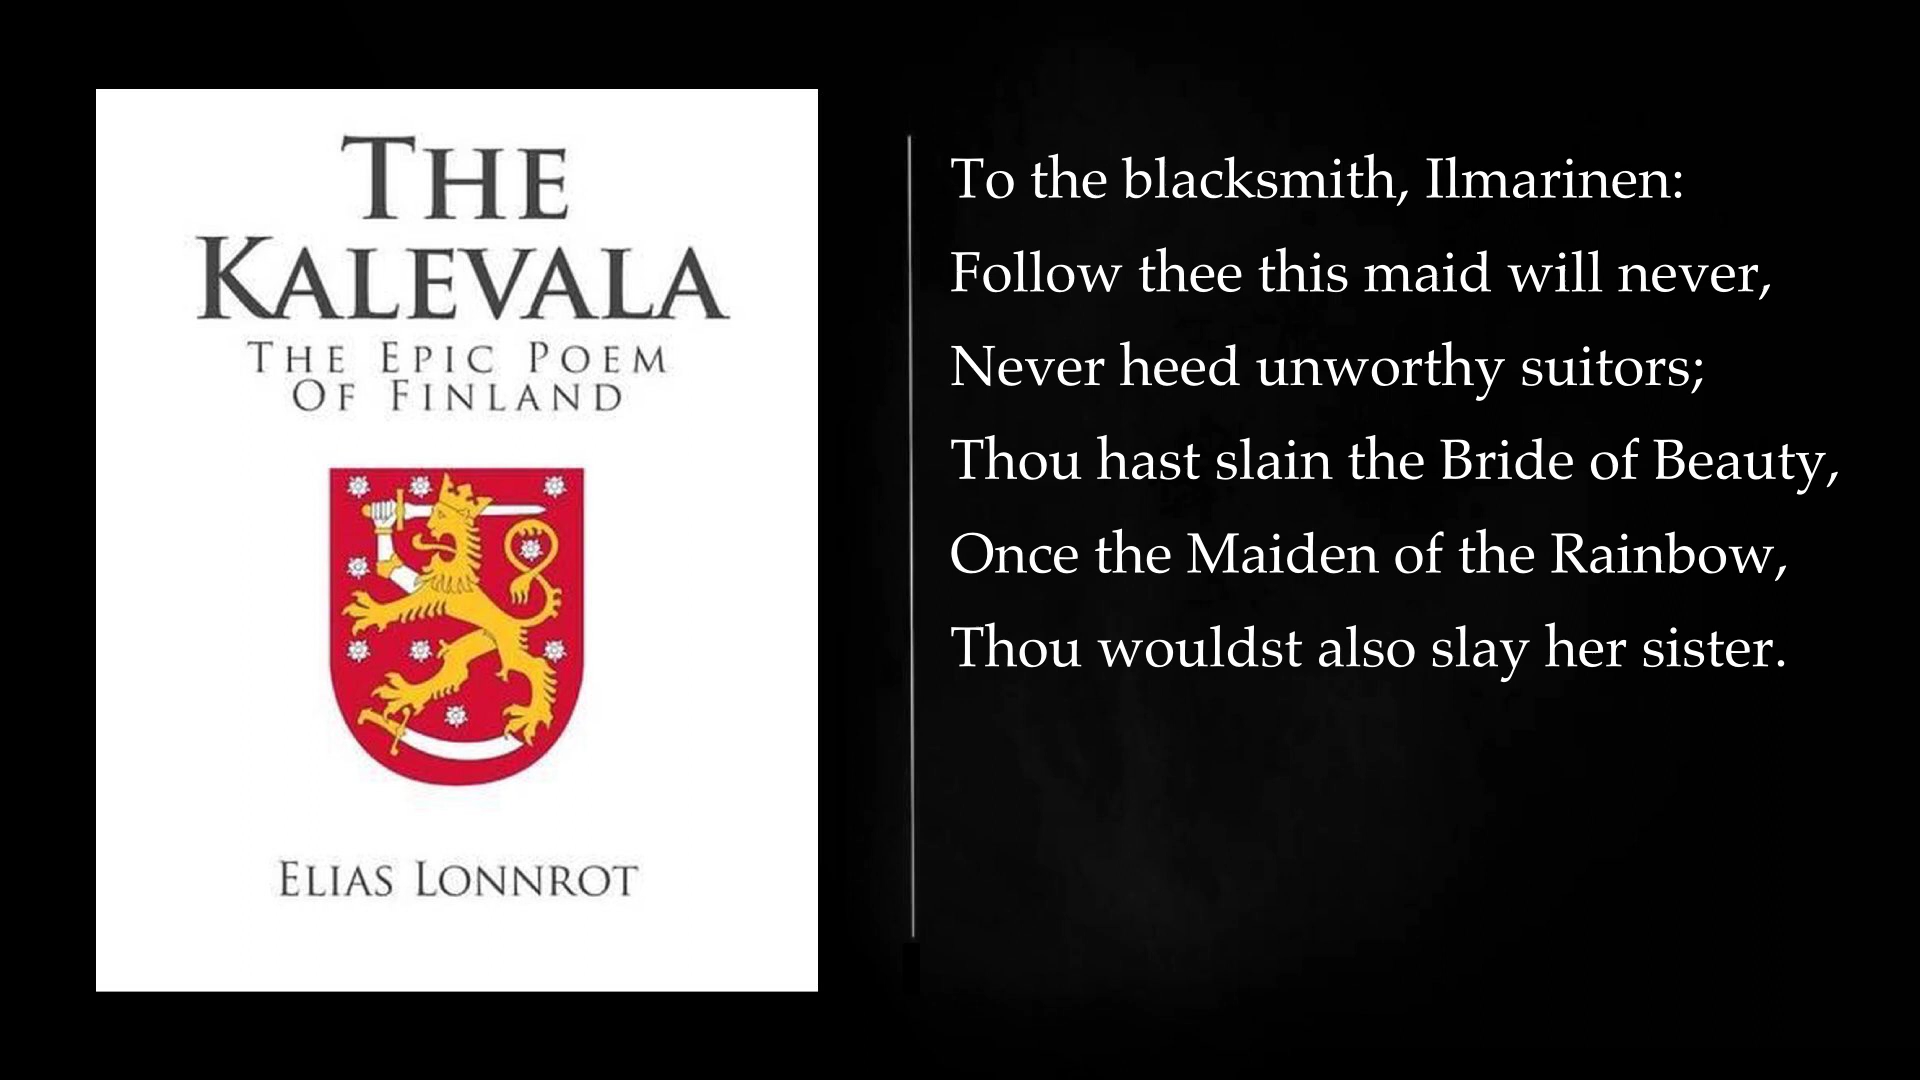 THE
KALEVALA
THE EPIC POEM
OF FINLAND
ELIAS LONNROT
To the blacksmith, Ilmarinen:
Follow thee this maid will never,
Never heed unworthy suitors;
Thou hast slain the Bride of Beauty,
Once the Maiden of the Rainbow,
Thou wouldst also slay her sister.